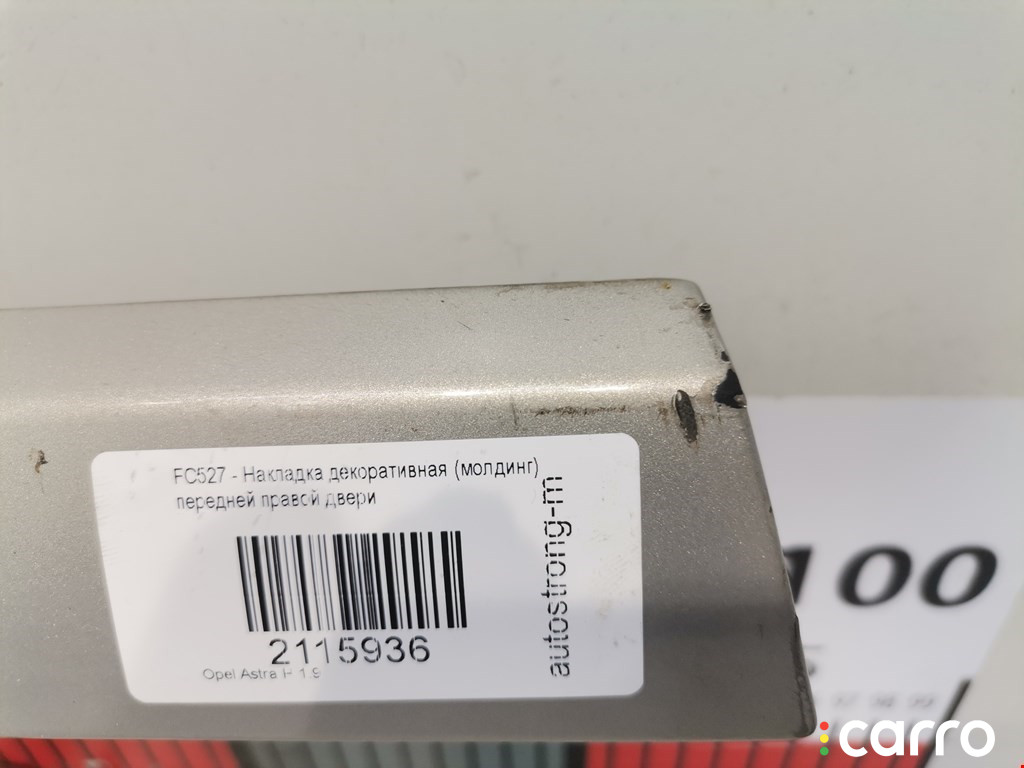 FC527 - Накладка декоративная (молдинг)
передней правой двери
2115936
Opel Astra H 1.9
autostrong-m
100
carro